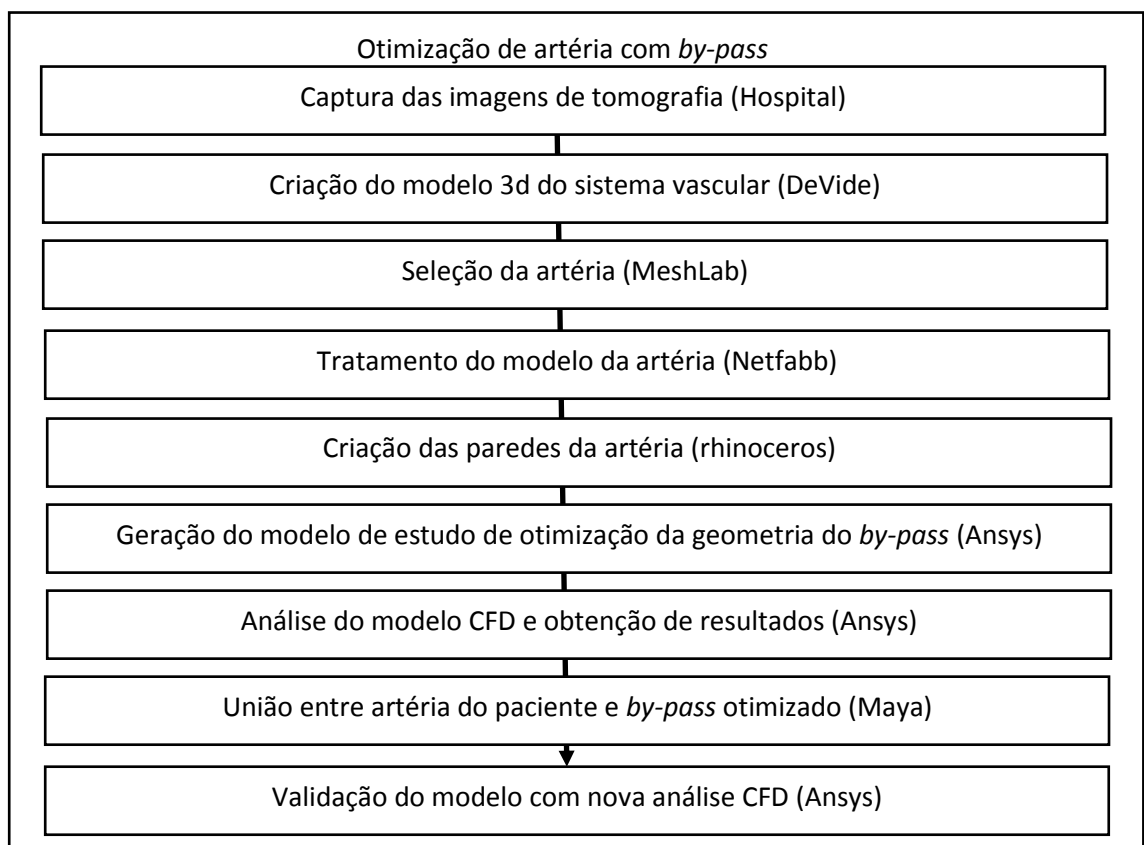 Otimização de artéria com by-pass
Captura das imagens de tomografia (Hospital)
Criação do modelo 3d do sistema vascular (DeVide)
Seleção da artéria (MeshLab)
Tratamento do modelo da artéria (Netfabb)
Criação das paredes da artéria (rhinoceros)
Geração do modelo de estudo de otimização da geometria do by-pass (Ansys)
Análise do modelo CFD e obtenção de resultados (Ansys)
União entre artéria do paciente e by-pass otimizado (Maya)
Validação do modelo com nova análise CFD (Ansys)